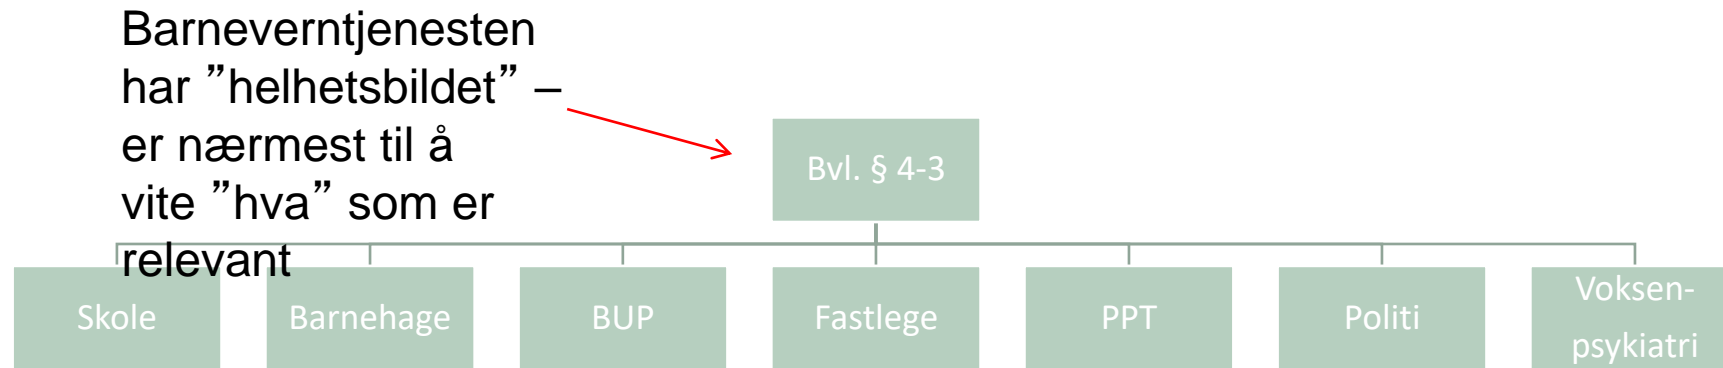 Barneverntjenesten
har ”helhetsbildet” –
er nærmest til å
vite ”hva” som er
relevant
Bvl. § 4-3
Skole
Barnehage
BUP
Fastlege
PPT
Politi
Voksen-
psykiatri